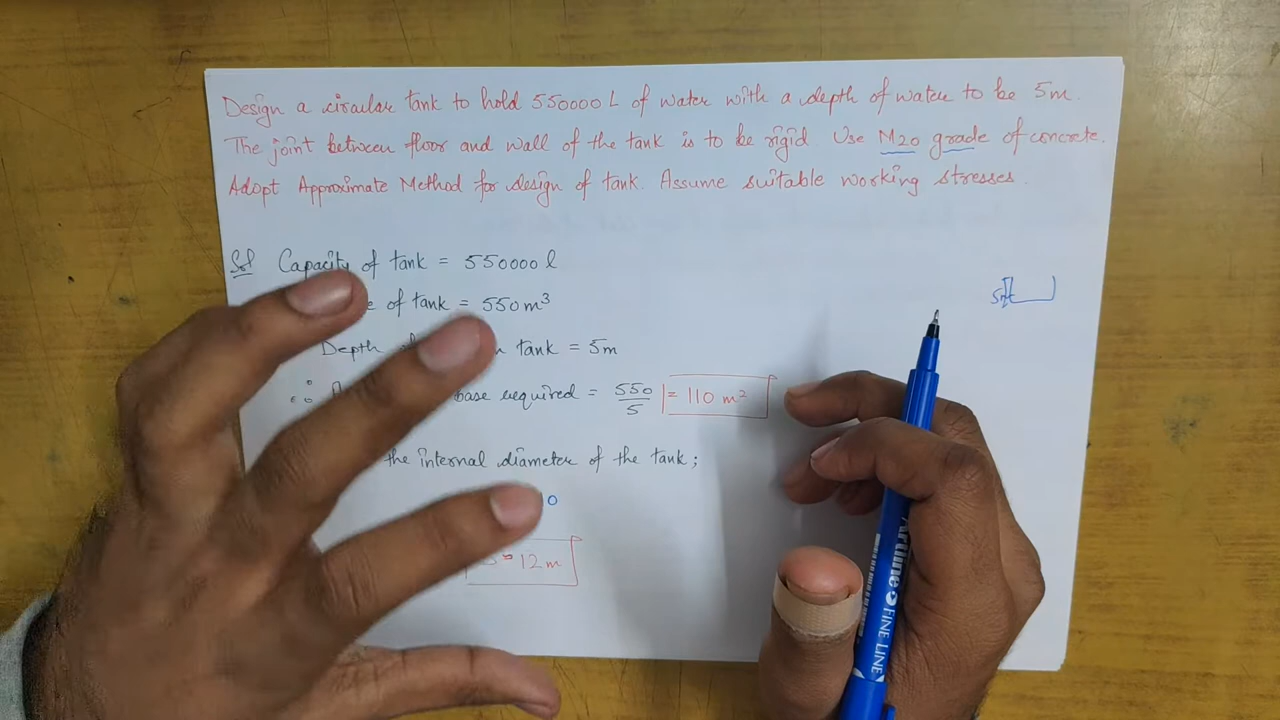 Design a circular tank to hold 550000 L of water with a depth of water to be 5m.
The joint between floor and wall of the tank is to be rigid. Use M20 grade of concrete.
Adopt Approximate Method for design of tank. Assume suitable working stresses.
Sol Capacity of tank = 550000 l
of tank = 550 m³
Depth tank = 5m
∴ base required = 550/5 = 110 m²
the internal diameter of the tank;
12 m
Artline FINE LINE